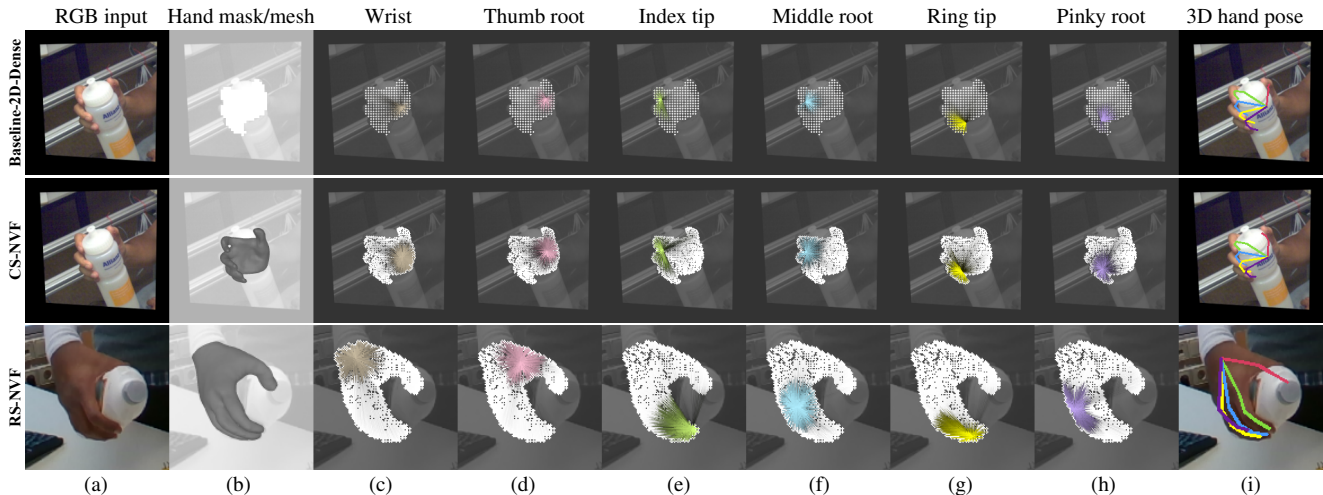 RGB input Hand mask/mesh Wrist Thumb root Index tip Middle root Ring tip Pinky root 3D hand pose
Baseline-2D-Dense
CS-NVF
RS-NVF
(a) (b) (c) (d) (e) (f) (g) (h) (i)